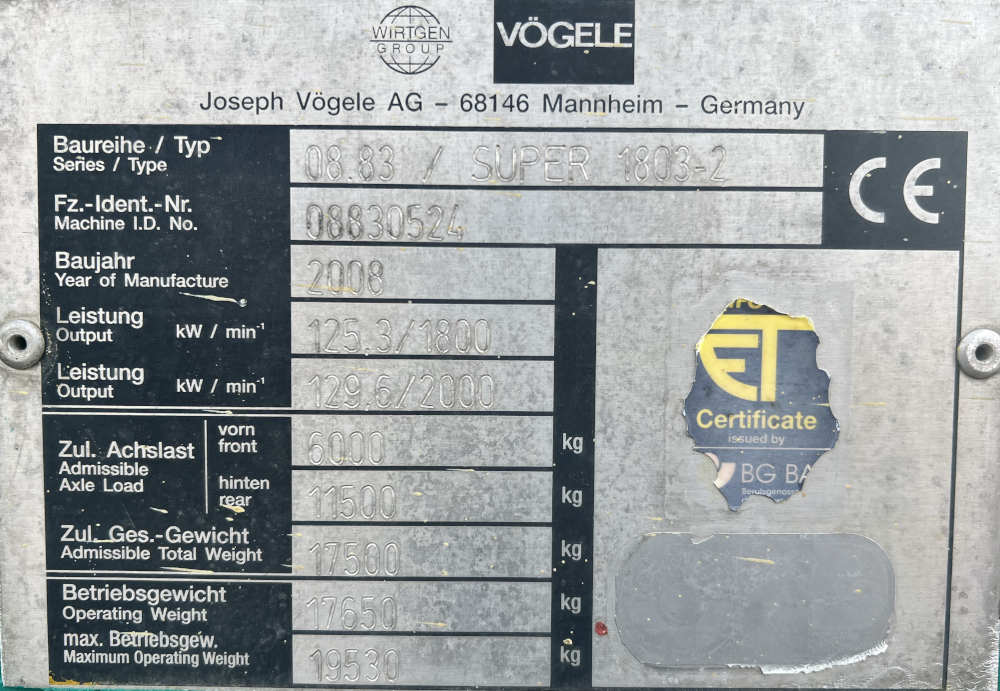 WIRTGEN
GROUP
VÖGELE
Joseph Vögele AG – 68146 Mannheim – Germany
Baureihe / Typ
Series / Type
08.83 / SUPER 1803-2
CE
Fz.-Ident.-Nr.
Machine I.D. No.
08830524
Baujahr
Year of Manufacture
2008
Leistung
Output kW / min⁻¹
125.3/1800
Leistung
Output kW / min⁻¹
129.6/2000
Zul. Achslast
Admissible
Axle Load
vorn
front
6000 kg
hinten
rear
11500 kg
Zul. Ges.-Gewicht
Admissible Total Weight
17500 kg
Betriebsgewicht
Operating Weight
17650 kg
max. Betriebsgew.
Maximum Operating Weight
19530 kg
ET
Certificate
issued by
BG BA
Berufsgenoss